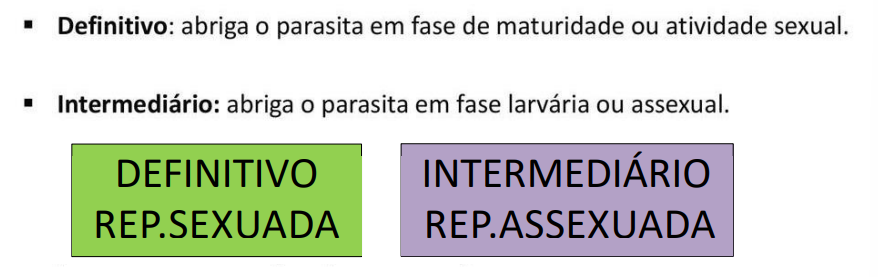 ▪ Definitivo: abriga o parasita em fase de maturidade ou atividade sexual.
▪ Intermediário: abriga o parasita em fase larvária ou assexual.
DEFINITIVO
REP.SEXUADA
INTERMEDIÁRIO
REP.ASSEXUADA